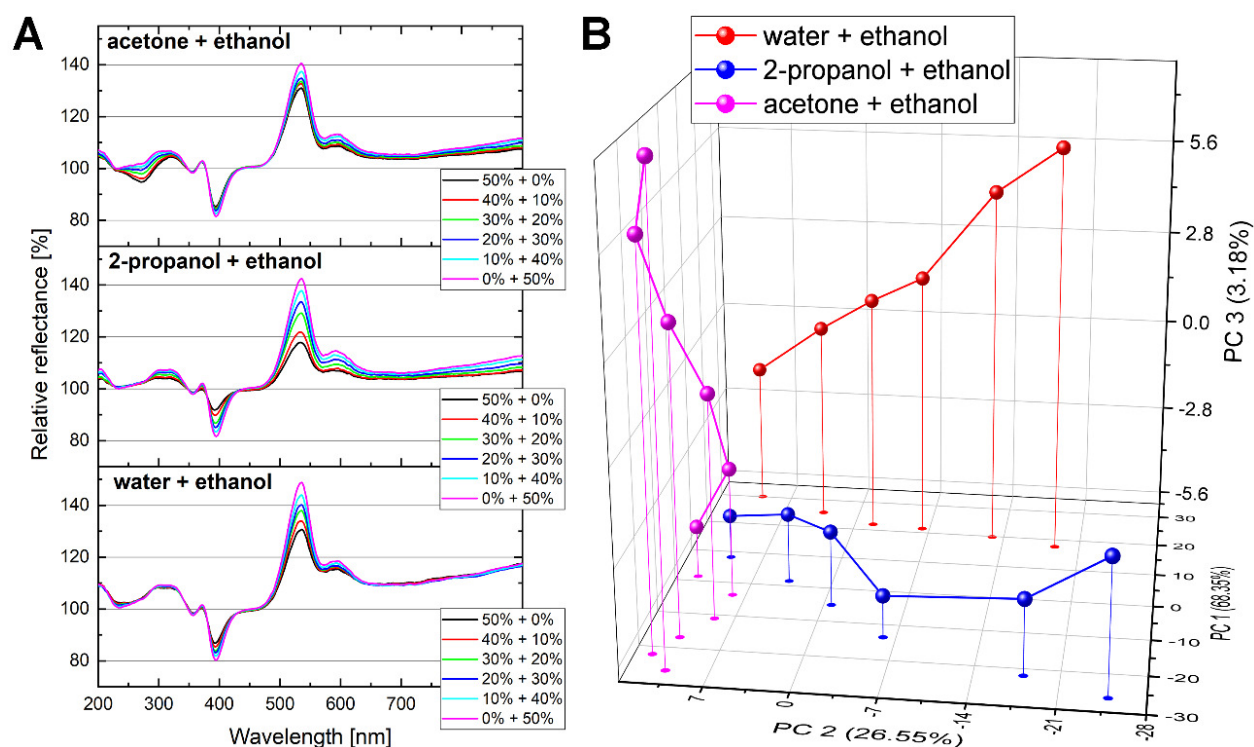 A
acetone + ethanol
140
120
100
80
50% + 0%
40% + 10%
30% + 20%
20% + 30%
10% + 40%
0% + 50%
2-propanol + ethanol
140
120
100
80
50% + 0%
40% + 10%
30% + 20%
20% + 30%
10% + 40%
0% + 50%
water + ethanol
140
120
100
80
50% + 0%
40% + 10%
30% + 20%
20% + 30%
10% + 40%
0% + 50%
Relative reflectance [%]
200 300 400 500 600 700
Wavelength [nm]
B
water + ethanol
2-propanol + ethanol
acetone + ethanol
5.6
2.8
0.0
-2.8
-5.6
PC 3 (3.18%)
30
20
10
0
-10
-20
-30
PC1 (68.35%)
7 0 -7 -14 -21 -28
PC 2 (26.55%)